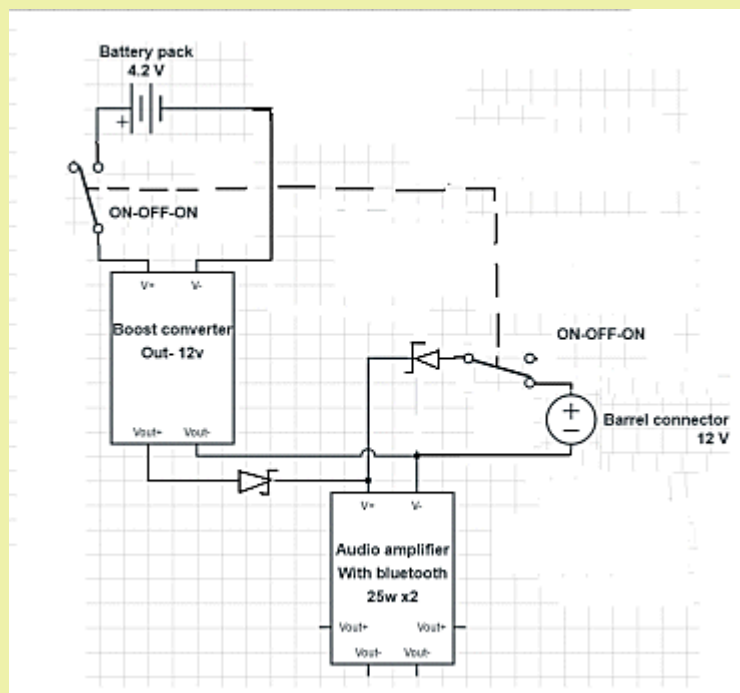 Battery pack
4.2 V
+
ON-OFF-ON
V+ V-
Boost converter
Out- 12v
Vout+ Vout-
ON-OFF-ON
+
−
Barrel connector
12 V
V+ V-
Audio amplifier
With bluetooth
25w x2
Vout+ Vout+
Vout- Vout-